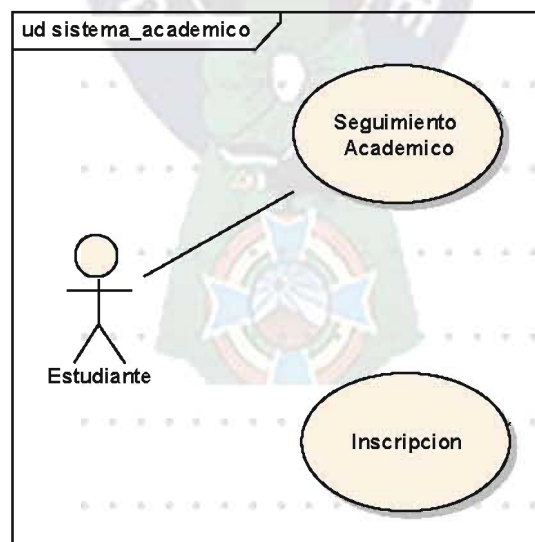 ud sistema_academico
Seguimiento
Academico
Estudiante
Inscripcion